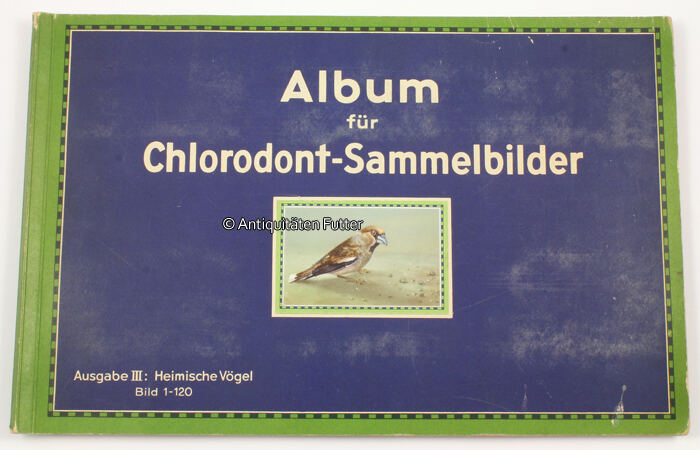 Album
für
Chlorodont-Sammelbilder
© Antiquitäten Futter
Ausgabe III: Heimische Vögel
Bild 1-120